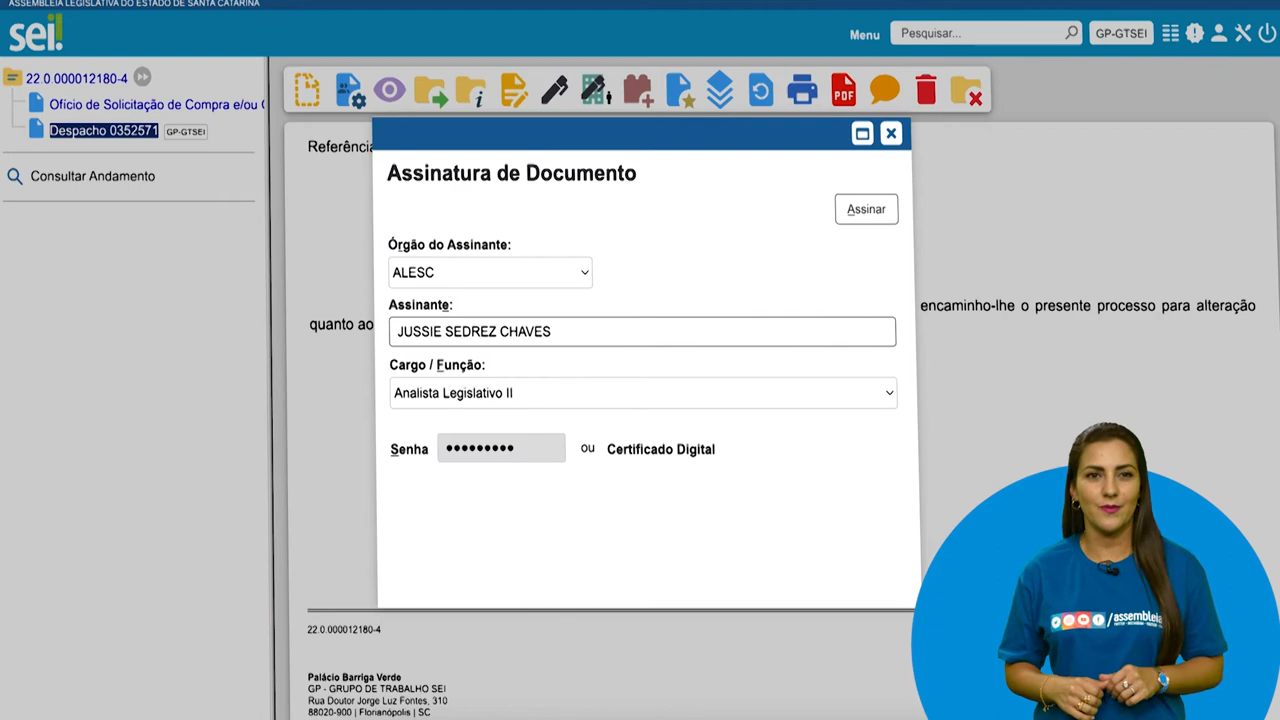 ASSEMBLEIA LEGISLATIVA DO ESTADO DE SANTA CATARINA
sei!
Menu
Pesquisar...
GP-GTSEI
22.0.000012180-4
Ofício de Solicitação de Compra e/ou
Despacho 0352571
GP-GTSEI
Consultar Andamento
PDF
Referência
Assinatura de Documento
Assinar
Órgão do Assinante:
ALESC
Assinante:
JUSSIE SEDREZ CHAVES
Cargo / Função:
Analista Legislativo II
Senha ●●●●●●●●● ou Certificado Digital
encaminho-lhe o presente processo para alteração
quanto ao
22.0.000012180-4
Palácio Barriga Verde
GP - GRUPO DE TRABALHO SEI
Rua Doutor Jorge Luz Fontes, 310
88020-900 | Florianópolis | SC
/assembleia